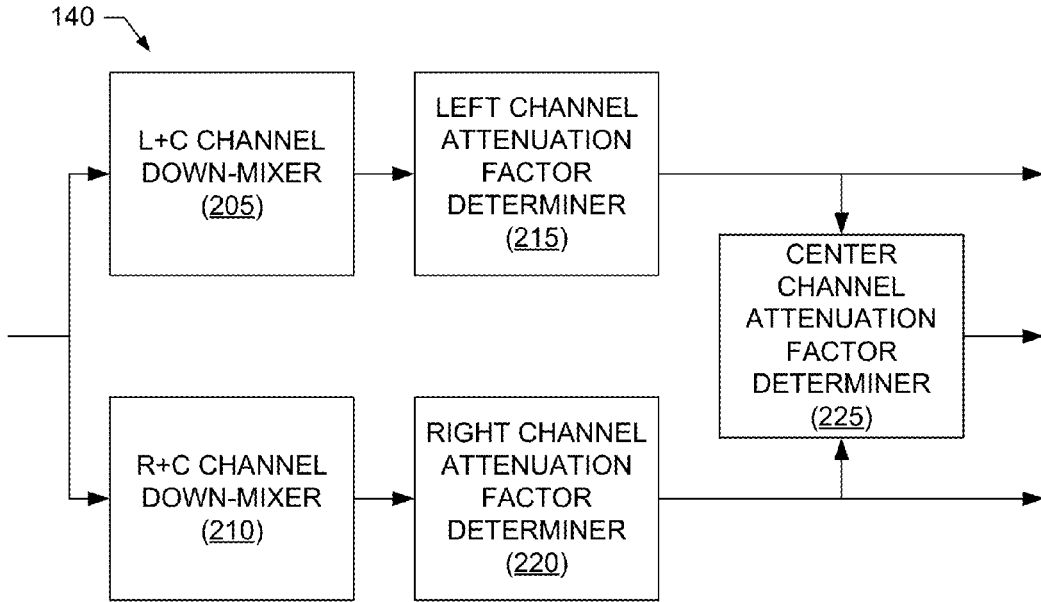 140
L+C CHANNEL
DOWN-MIXER
(205)
LEFT CHANNEL
ATTENUATION
FACTOR
DETERMINER
(215)
CENTER
CHANNEL
ATTENUATION
FACTOR
DETERMINER
(225)
R+C CHANNEL
DOWN-MIXER
(210)
RIGHT CHANNEL
ATTENUATION
FACTOR
DETERMINER
(220)